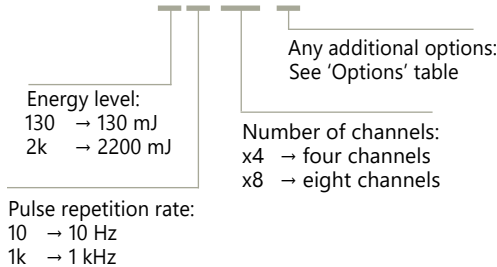 Any additional options:
See ‘Options’ table
Energy level:
130 → 130 mJ
2k → 2200 mJ
Number of channels:
x4 → four channels
x8 → eight channels
Pulse repetition rate:
10 → 10 Hz
1k → 1 kHz